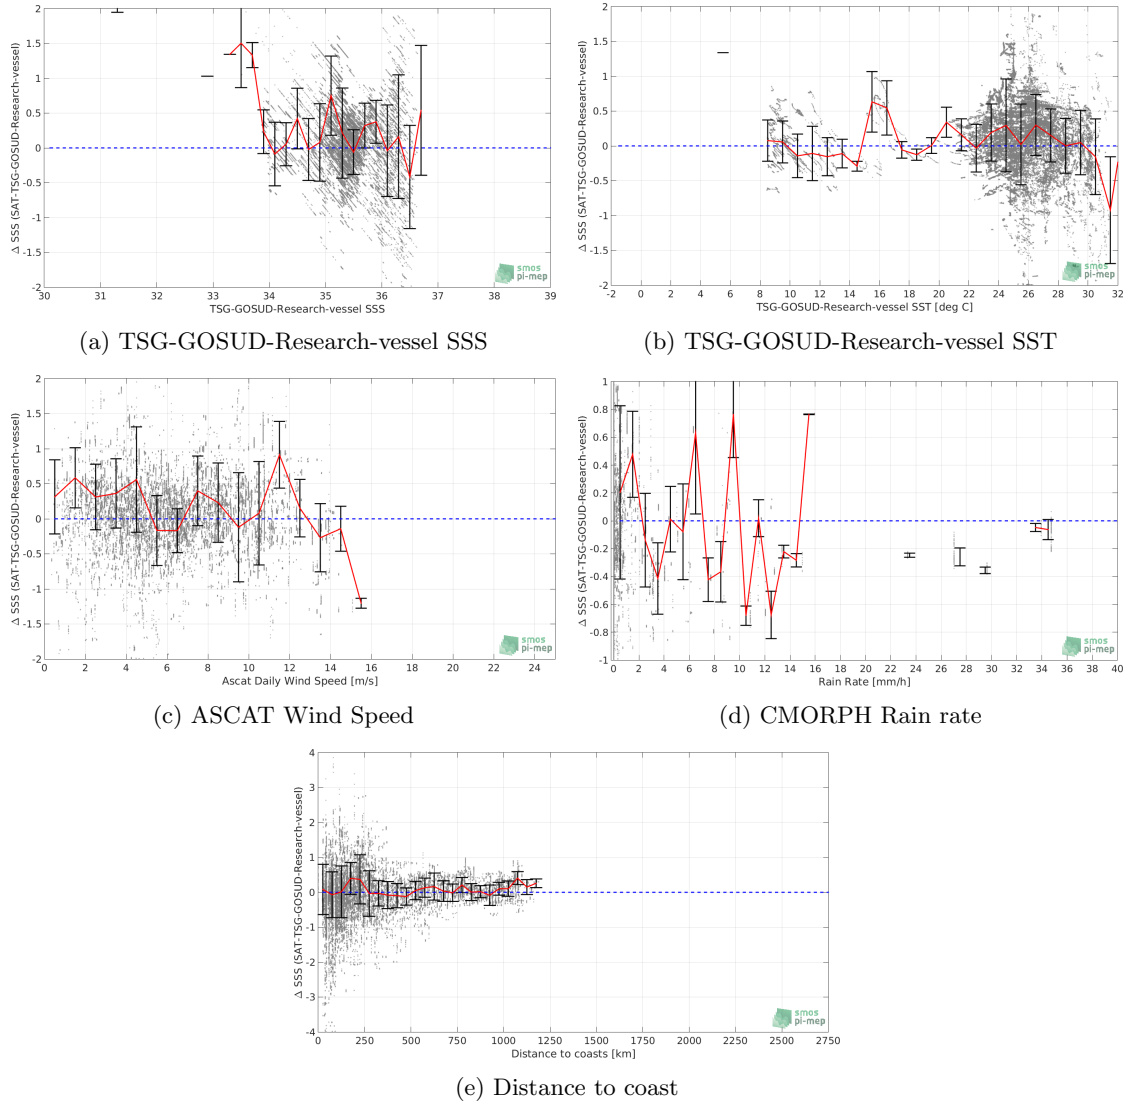 2
1.5
1
0.5
0
-0.5
-1
-1.5
-2
Δ SSS (SAT-TSG-GOSUD-Research-vessel)
30 31 32 33 34 35 36 37 38 39
TSG-GOSUD-Research-vessel SSS
smos
pi-mep
(a) TSG-GOSUD-Research-vessel SSS
2
1.5
1
0.5
0
-0.5
-1
-1.5
-2
Δ SSS (SAT-TSG-GOSUD-Research-vessel)
-2 0 2 4 6 8 10 12 14 16 18 20 22 24 26 28 30 32
TSG-GOSUD-Research-vessel SST [deg C]
smos
pi-mep
(b) TSG-GOSUD-Research-vessel SST
2
1.5
1
0.5
0
-0.5
-1
-1.5
-2
Δ SSS (SAT-TSG-GOSUD-Research-vessel)
0 2 4 6 8 10 12 14 16 18 20 22 24
Ascat Daily Wind Speed [m/s]
smos
pi-mep
(c) ASCAT Wind Speed
1
0.8
0.6
0.4
0.2
0
-0.2
-0.4
-0.6
-0.8
-1
Δ SSS (SAT-TSG-GOSUD-Research-vessel)
0 2 4 6 8 10 12 14 16 18 20 22 24 26 28 30 32 34 36 38 40
Rain Rate [mm/h]
smos
pi-mep
(d) CMORPH Rain rate
4
3
2
1
0
-1
-2
-3
-4
Δ SSS (SAT-TSG-GOSUD-Research-vessel)
0 250 500 750 1000 1250 1500 1750 2000 2250 2500 2750
Distance to coasts [km]
smos
pi-mep
(e) Distance to coast